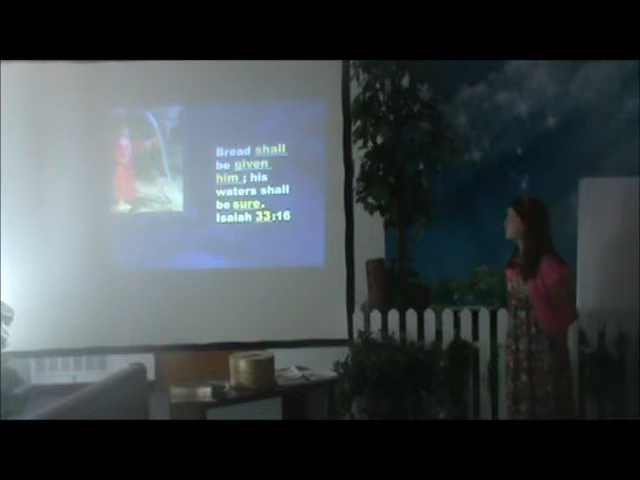 Bread shall
be given
him ; his
waters shall
be sure.
Isaiah 33:16